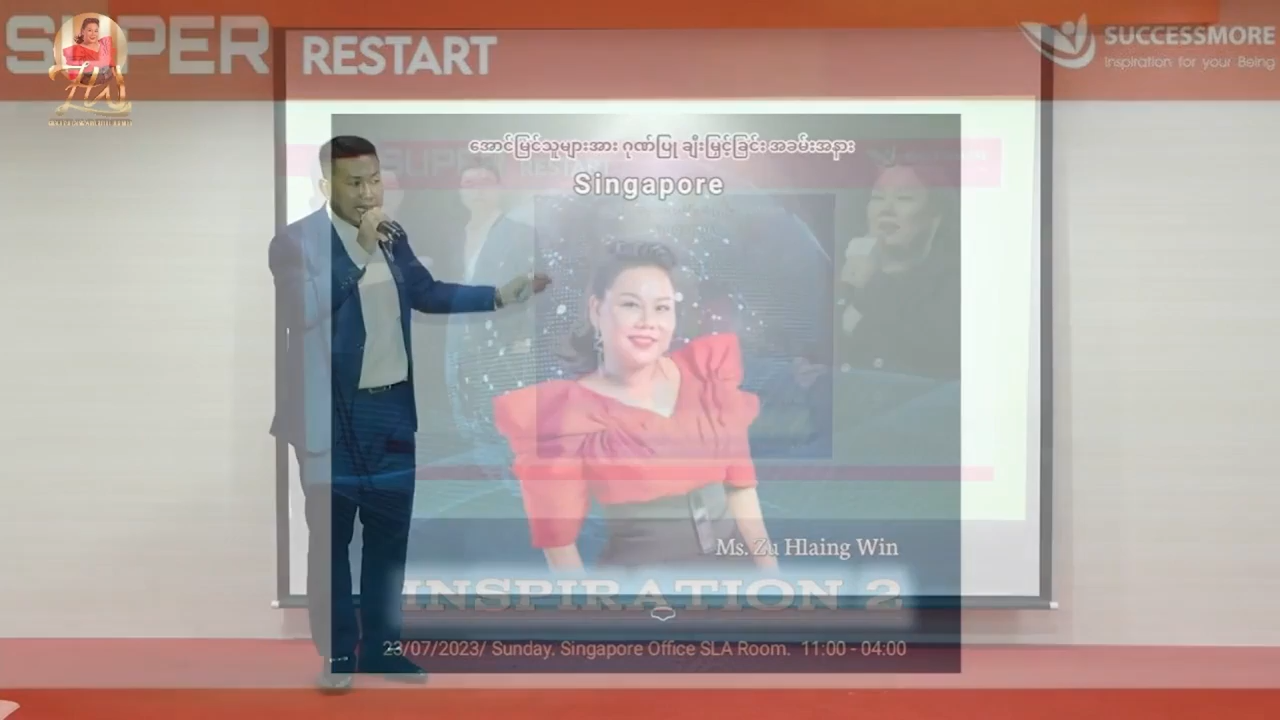 SUPER RESTART
SUCCESSMORE
Inspiration for your Being
အောင်မြင်သူများအား ဂုဏ်ပြု ချီးမြှင့်ခြင်း အခမ်းအနား
SUPER RESTART
Singapore
Ms. Zu Hlaing Win
INSPIRATION 2
23/07/2023/ Sunday. Singapore Office SLA Room. 11:00 - 04:00